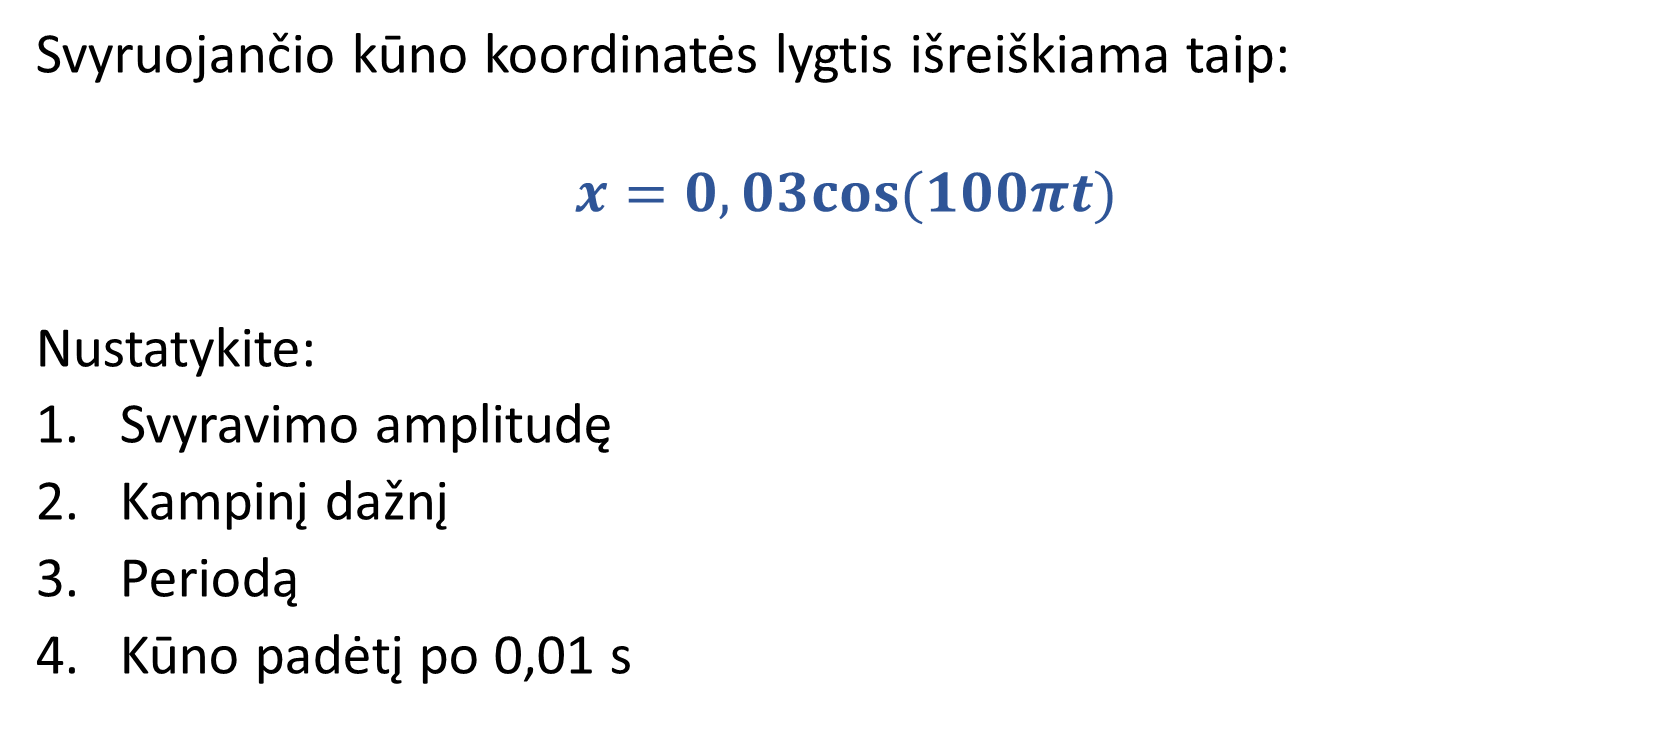 Svyruojančio kūno koordinatės lygtis išreiškiama taip:
x = 0,03cos(100πt)
Nustatykite:
1. Svyravimo amplitudę
2. Kampinį dažnį
3. Periodą
4. Kūno padėtį po 0,01 s